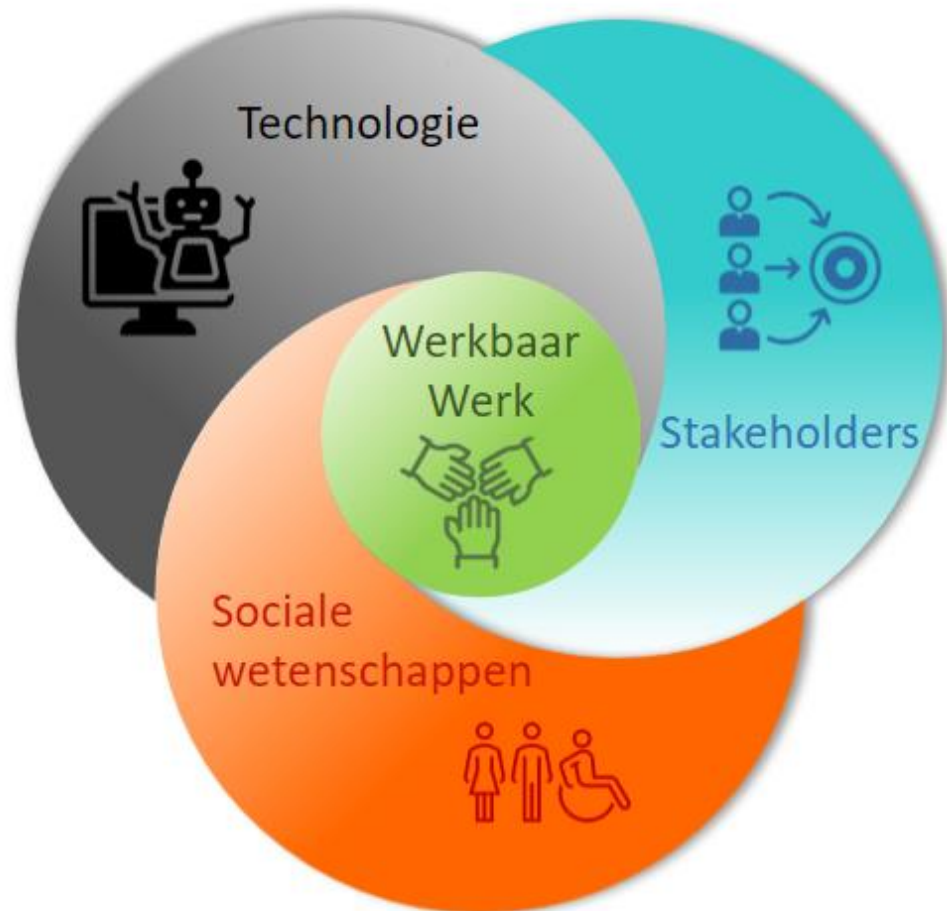 Technologie
Werkbaar
Werk
Stakeholders
Sociale
wetenschappen